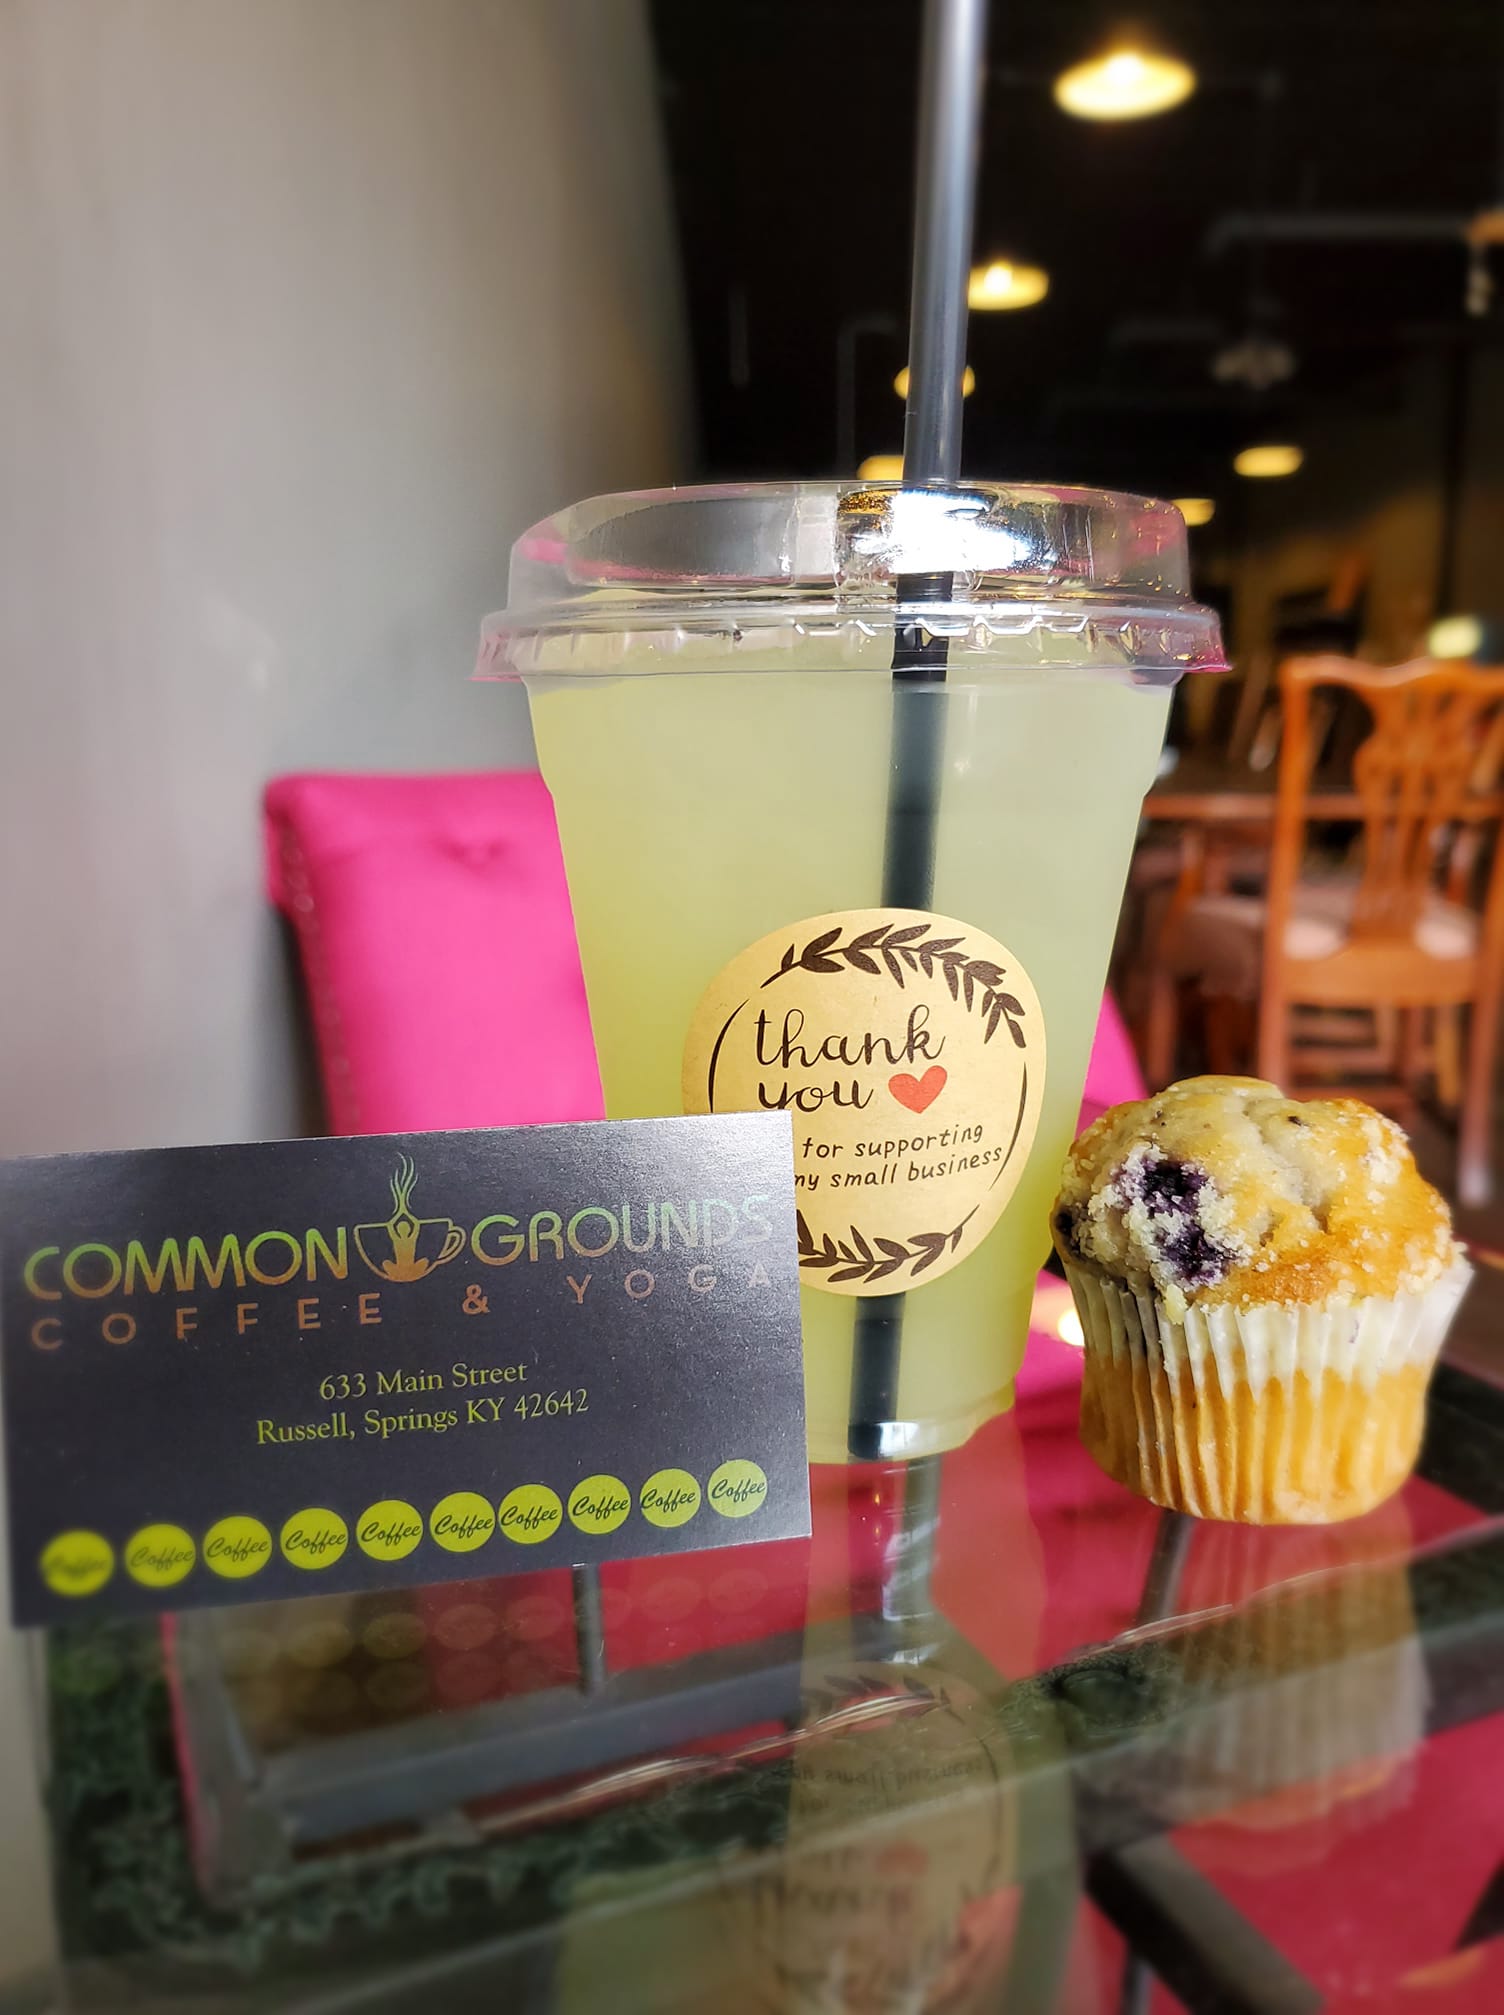 thank
you
for supporting
my small business
COMMON GROUNDS
COFFEE & YOGA
633 Main Street
Russell, Springs KY 42642
Coffee Coffee Coffee Coffee Coffee Coffee Coffee Coffee Coffee Coffee